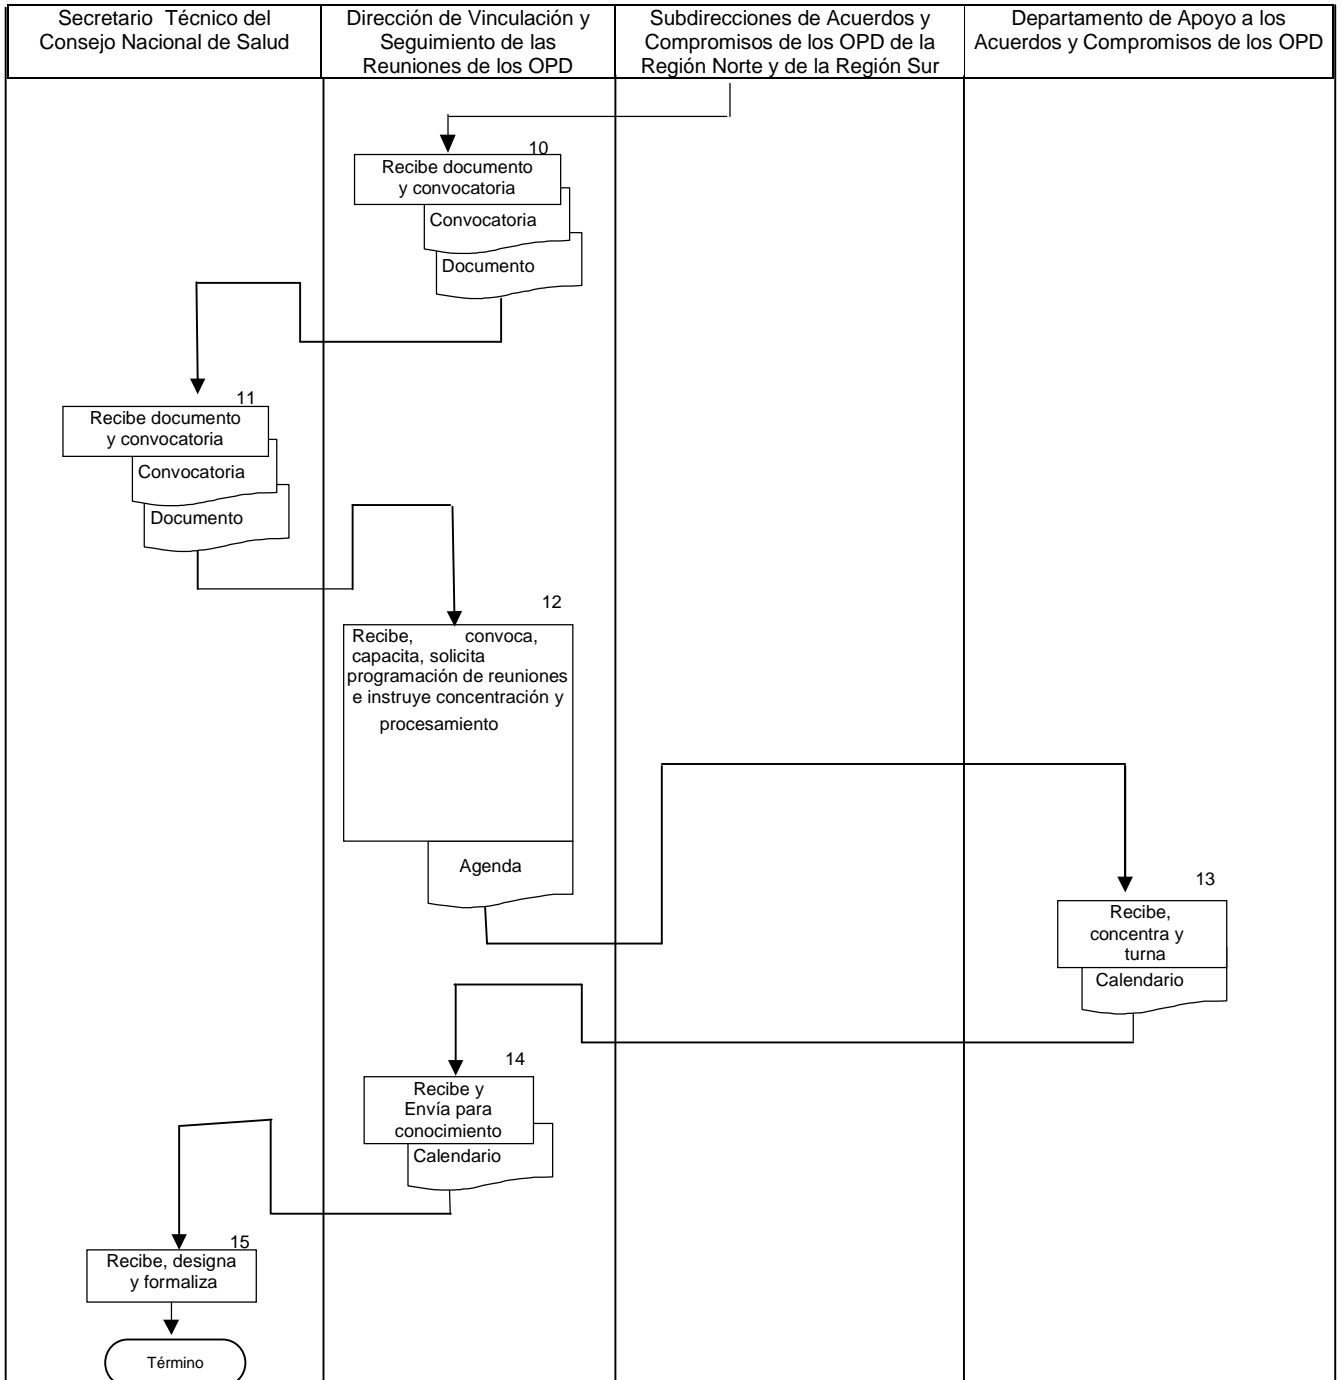 Secretario Técnico del
Consejo Nacional de Salud
Dirección de Vinculación y
Seguimiento de las
Reuniones de los OPD
Subdirecciones de Acuerdos y
Compromisos de los OPD de la
Región Norte y de la Región Sur
Departamento de Apoyo a los
Acuerdos y Compromisos de los OPD
10
Recibe documento
y convocatoria
Convocatoria
Documento
11
Recibe documento
y convocatoria
Convocatoria
Documento
12
Recibe, convoca,
capacita, solicita
programación de reuniones
e instruye concentración y
procesamiento
Agenda
13
Recibe,
concentra y
turna
Calendario
14
Recibe y
Envía para
conocimiento
Calendario
15
Recibe, designa
y formaliza
Término